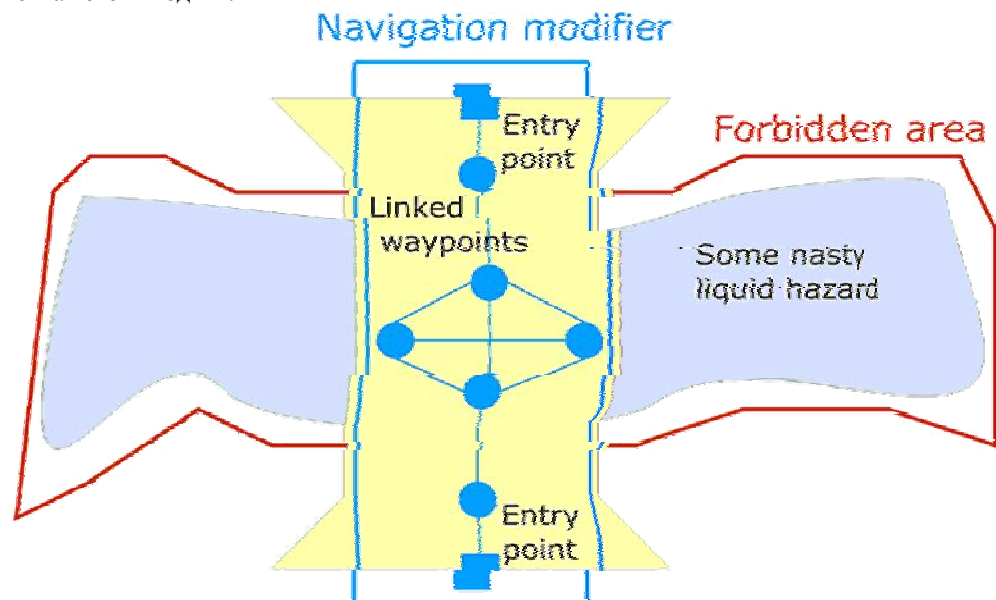 Navigation modifier
Entry
point
Forbidden area
Linked
waypoints
Some nasty
liquid hazard
Entry
point